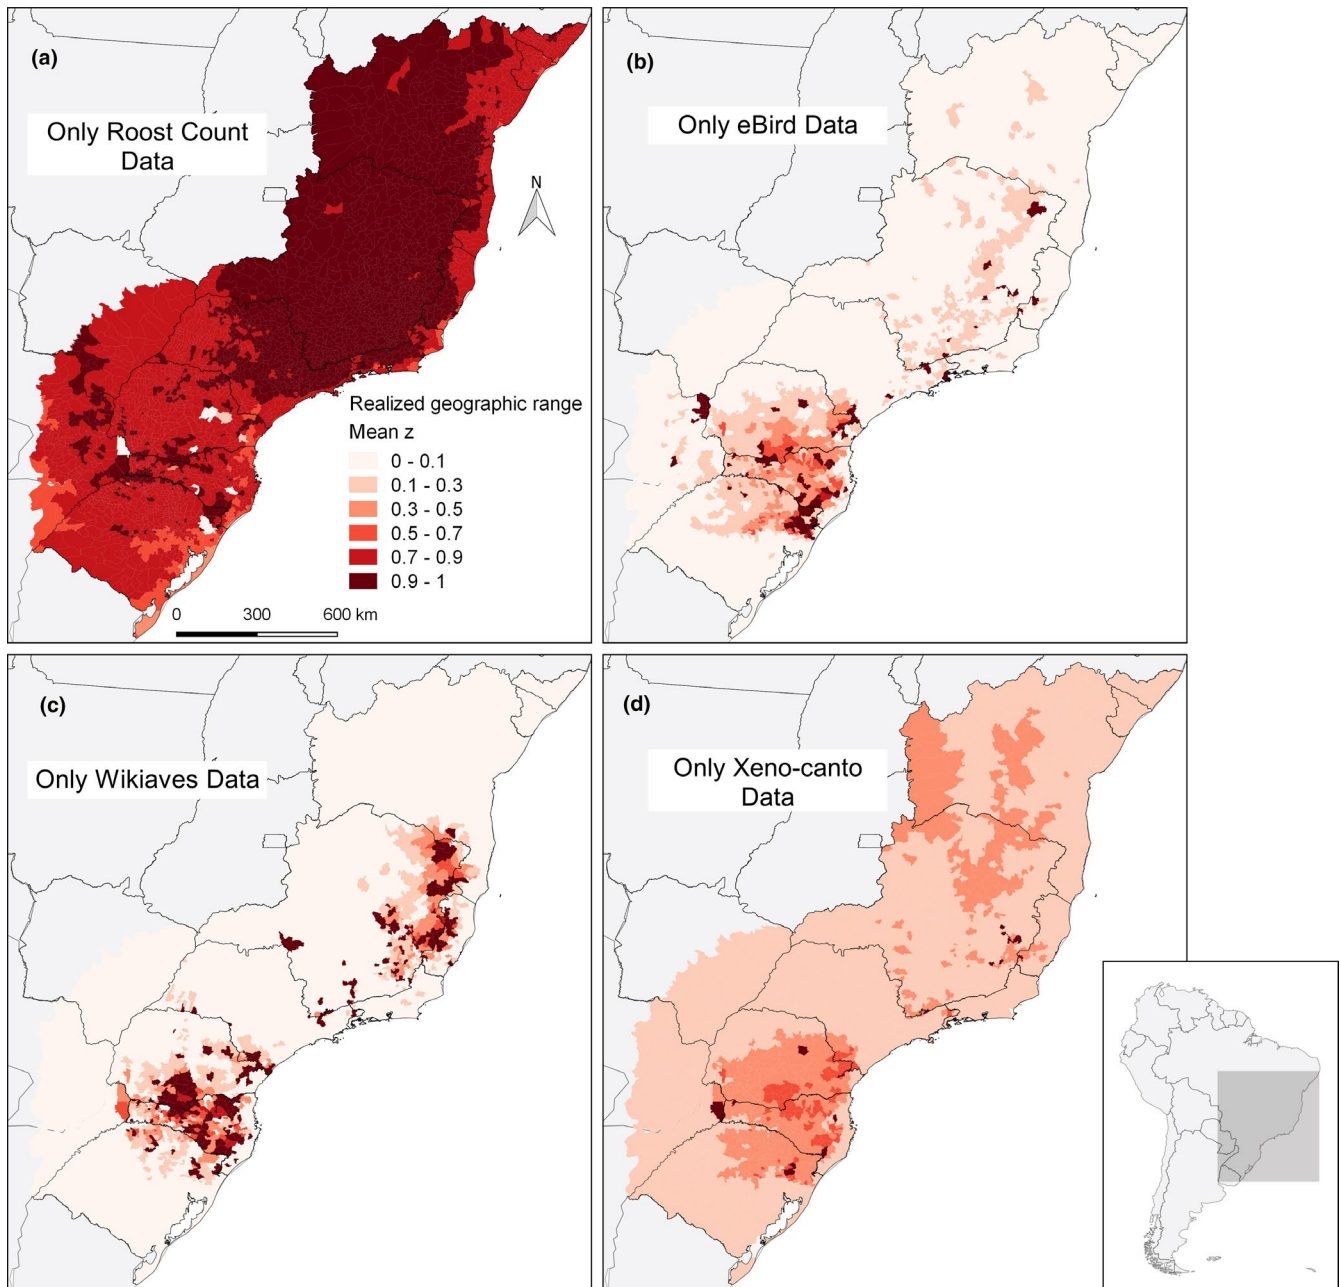 (a)
Only Roost Count
Data
N
Realized geographic range
Mean z
0 - 0.1
0.1 - 0.3
0.3 - 0.5
0.5 - 0.7
0.7 - 0.9
0.9 - 1
0 300 600 km
(b)
Only eBird Data
(c)
Only Wikiaves Data
(d)
Only Xeno-canto
Data